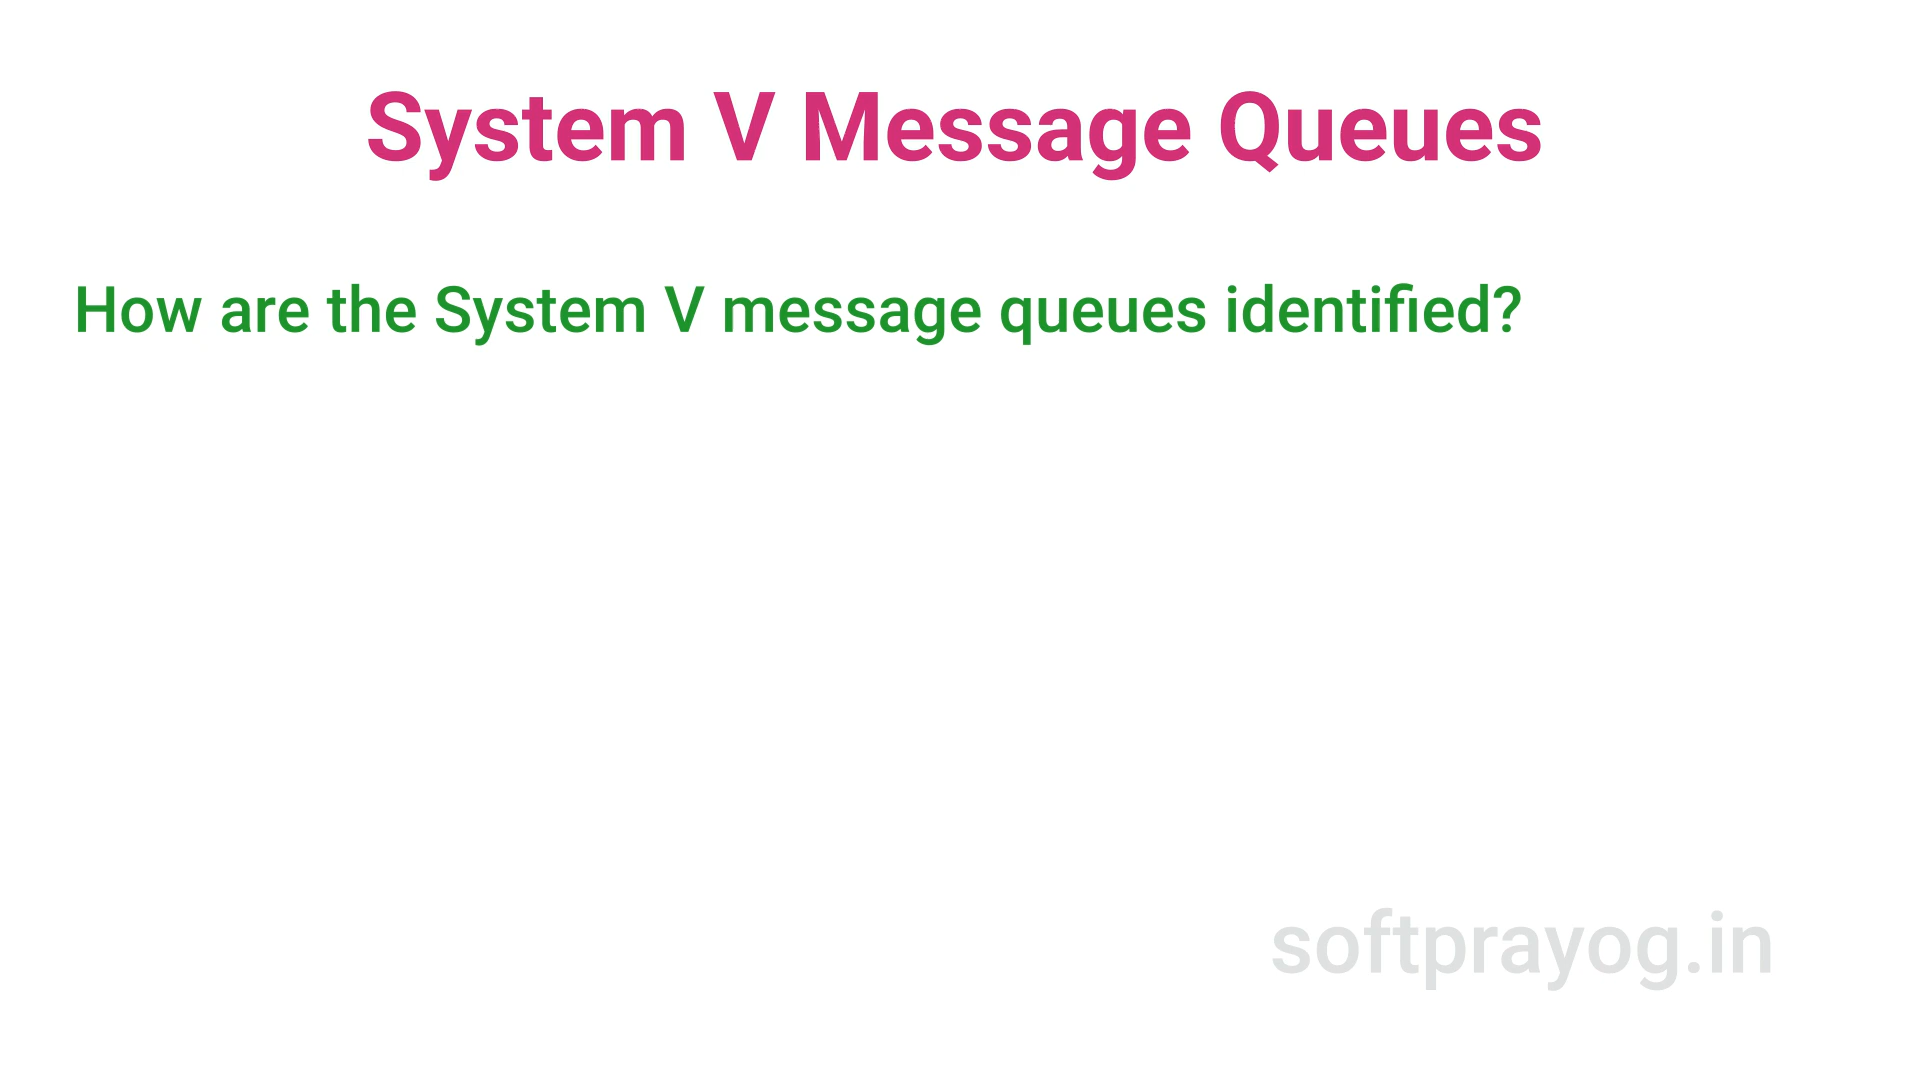 System V Message Queues
How are the System V message queues identified?
softprayog.in